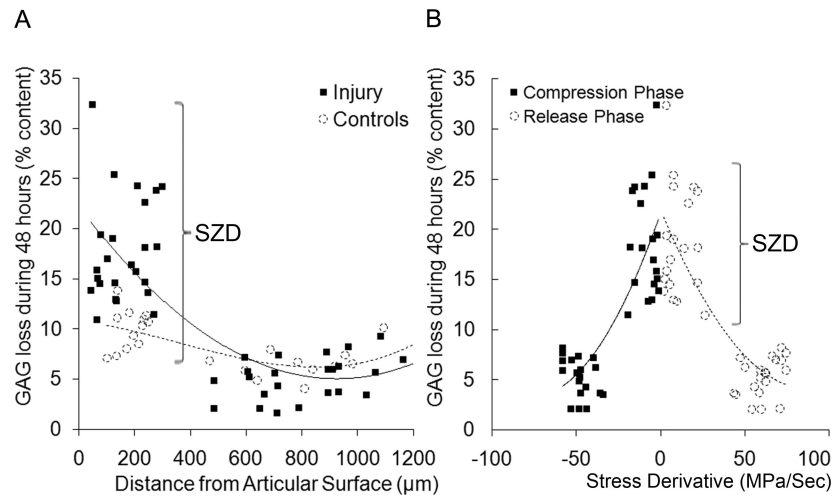 A
GAG loss during 48 hours (% content)
35
30
25
20
15
10
5
0
Injury
Controls
SZD
0 200 400 600 800 1000 1200
Distance from Articular Surface (μm)
B
GAG loss during 48 hours (% content)
35
30
25
20
15
10
5
0
Compression Phase
Release Phase
SZD
-100 -50 0 50 100
Stress Derivative (MPa/Sec)